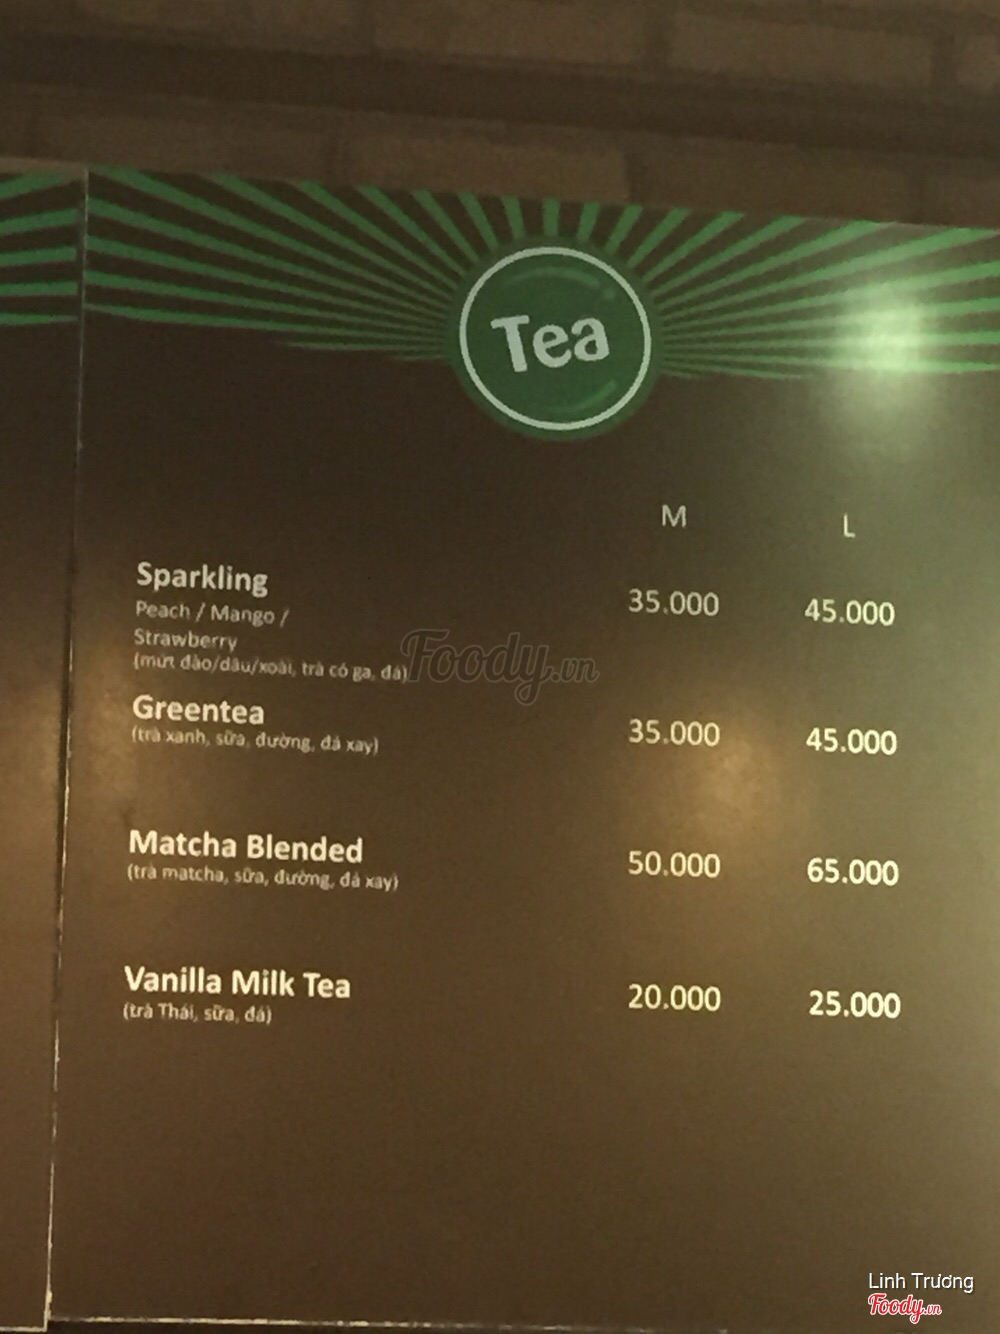 Tea
M L
Sparkling 35.000 45.000
Peach / Mango /
Strawberry
(mứt đào/dâu/xoài, trà có ga, đá)
Foody.vn
Greentea 35.000 45.000
(trà xanh, sữa, đường, đá xay)
Matcha Blended 50.000 65.000
(trà matcha, sữa, đường, đá xay)
Vanilla Milk Tea 20.000 25.000
(trà Thái, sữa, đá)
Linh Trương
Foody.vn